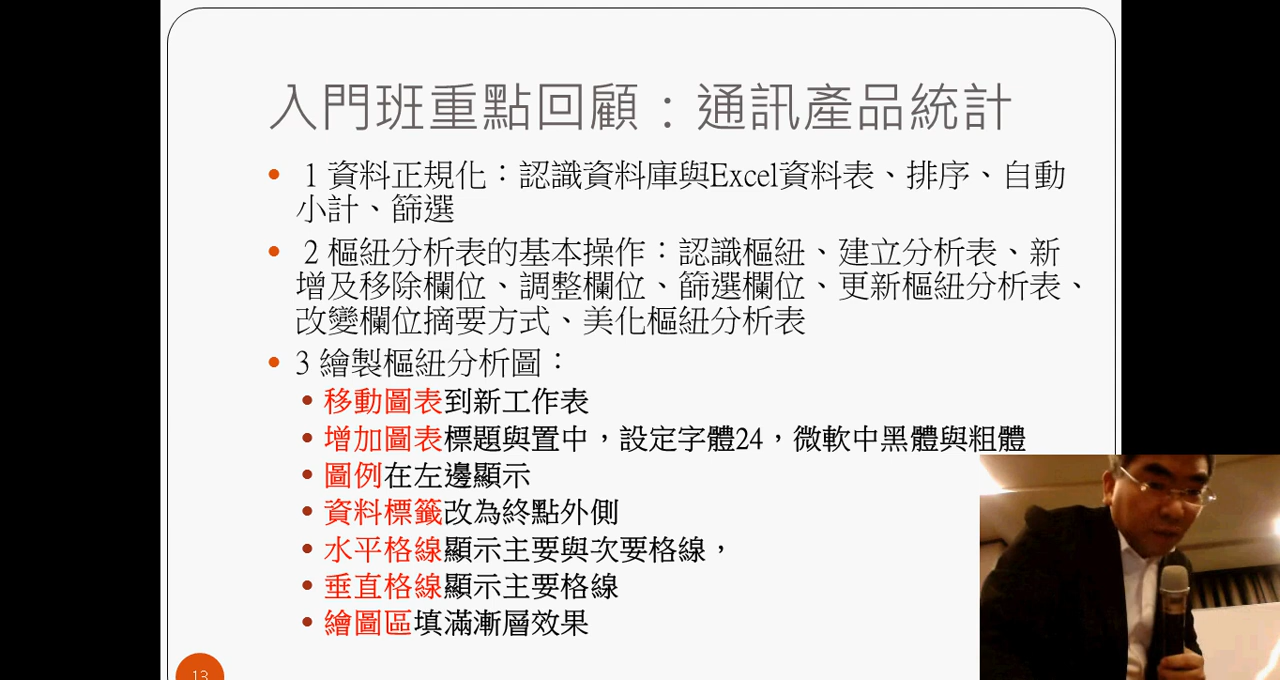 入門班重點回顧：通訊產品統計
• 1 資料正規化：認識資料庫與Excel資料表、排序、自動
小計、篩選
• 2 樞紐分析表的基本操作：認識樞紐、建立分析表、新
增及移除欄位、調整欄位、篩選欄位、更新樞紐分析表、
改變欄位摘要方式、美化樞紐分析表
• 3 繪製樞紐分析圖：
• 移動圖表到新工作表
• 增加圖表標題與置中，設定字體24，微軟中黑體與粗體
• 圖例在左邊顯示
• 資料標籤改為終點外側
• 水平格線顯示主要與次要格線，
• 垂直格線顯示主要格線
• 繪圖區填滿漸層效果
13